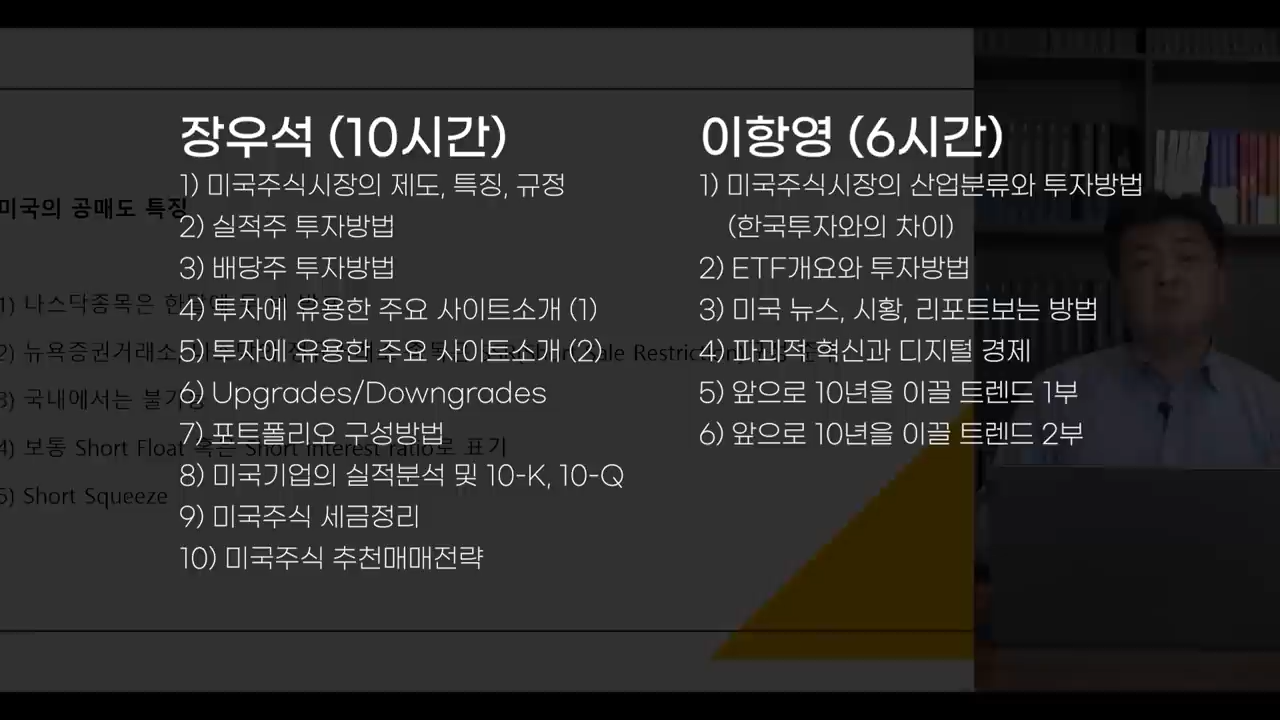 장우석 (10시간)
1) 미국주식시장의 제도, 특징, 규정
2) 실적주 투자방법
3) 배당주 투자방법
4) 투자에 유용한 주요 사이트소개 (1)
5) 투자에 유용한 주요 사이트소개 (2)
6) Upgrades/Downgrades
7) 포트폴리오 구성방법
8) 미국기업의 실적분석 및 10-K, 10-Q
9) 미국주식 세금정리
10) 미국주식 추천매매전략
이항영 (6시간)
1) 미국주식시장의 산업분류와 투자방법
(한국투자와의 차이)
2) ETF개요와 투자방법
3) 미국 뉴스, 시황, 리포트보는 방법
4) 파괴적 혁신과 디지털 경제
5) 앞으로 10년을 이끌 트렌드 1부
6) 앞으로 10년을 이끌 트렌드 2부
미국의 공매도 특징
1) 나스닥종목은
2) 뉴욕증권거래소
3) 국내에서는
4) 보통 Short Float 혹은 Short interest ratio로 표기
5) Short Squeeze